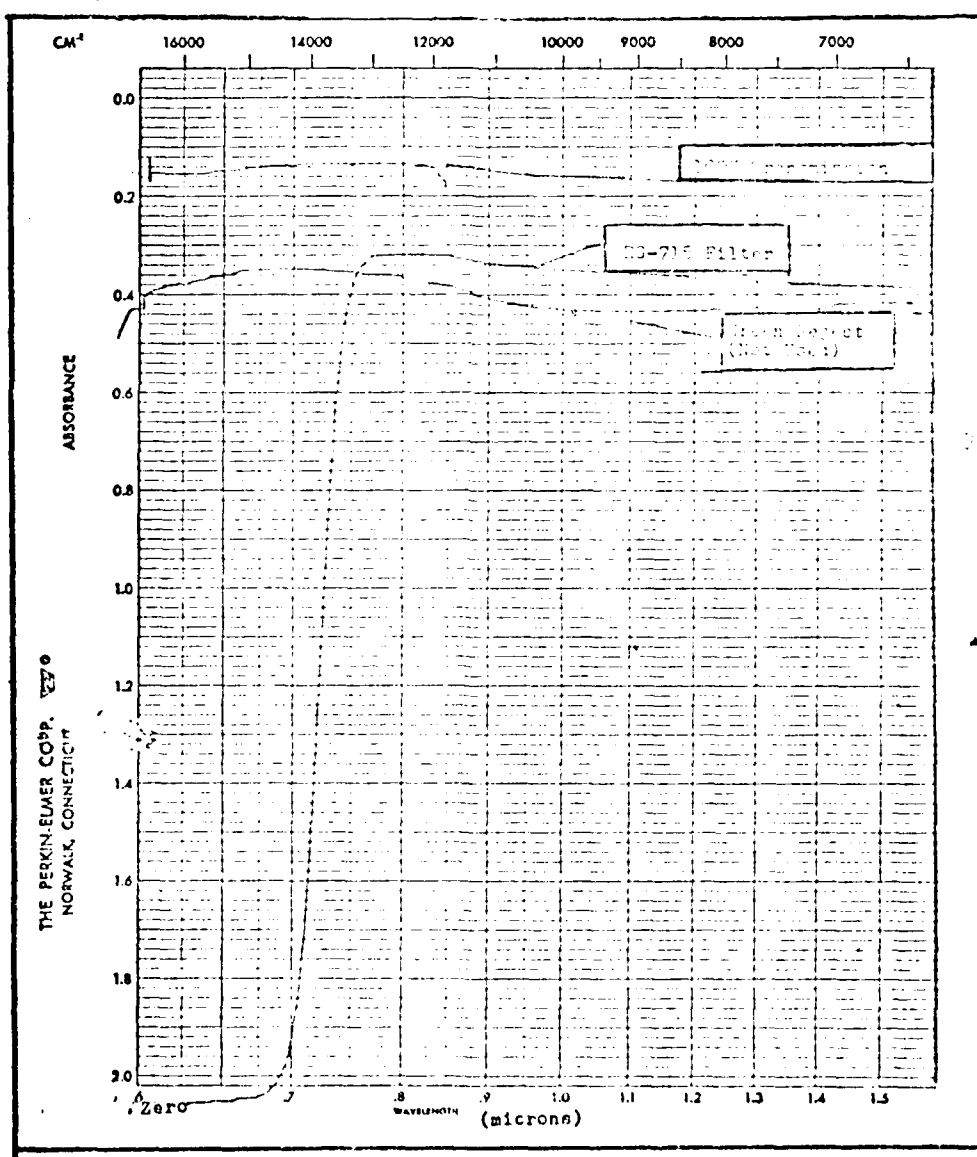 CM⁻¹ 16000 14000 12000 10000 9000 8000 7000
0.0
0.2
0.4
0.6
0.8
1.0
1.2
1.4
1.6
1.8
2.0
ABSORBANCE
THE PERKIN-ELMER CORP.
NORWALK, CONNECTICUT
Filter
(Not Used)
Zero .7 .8 .9 1.0 1.1 1.2 1.3 1.4 1.5
WAVELENGTH (microns)